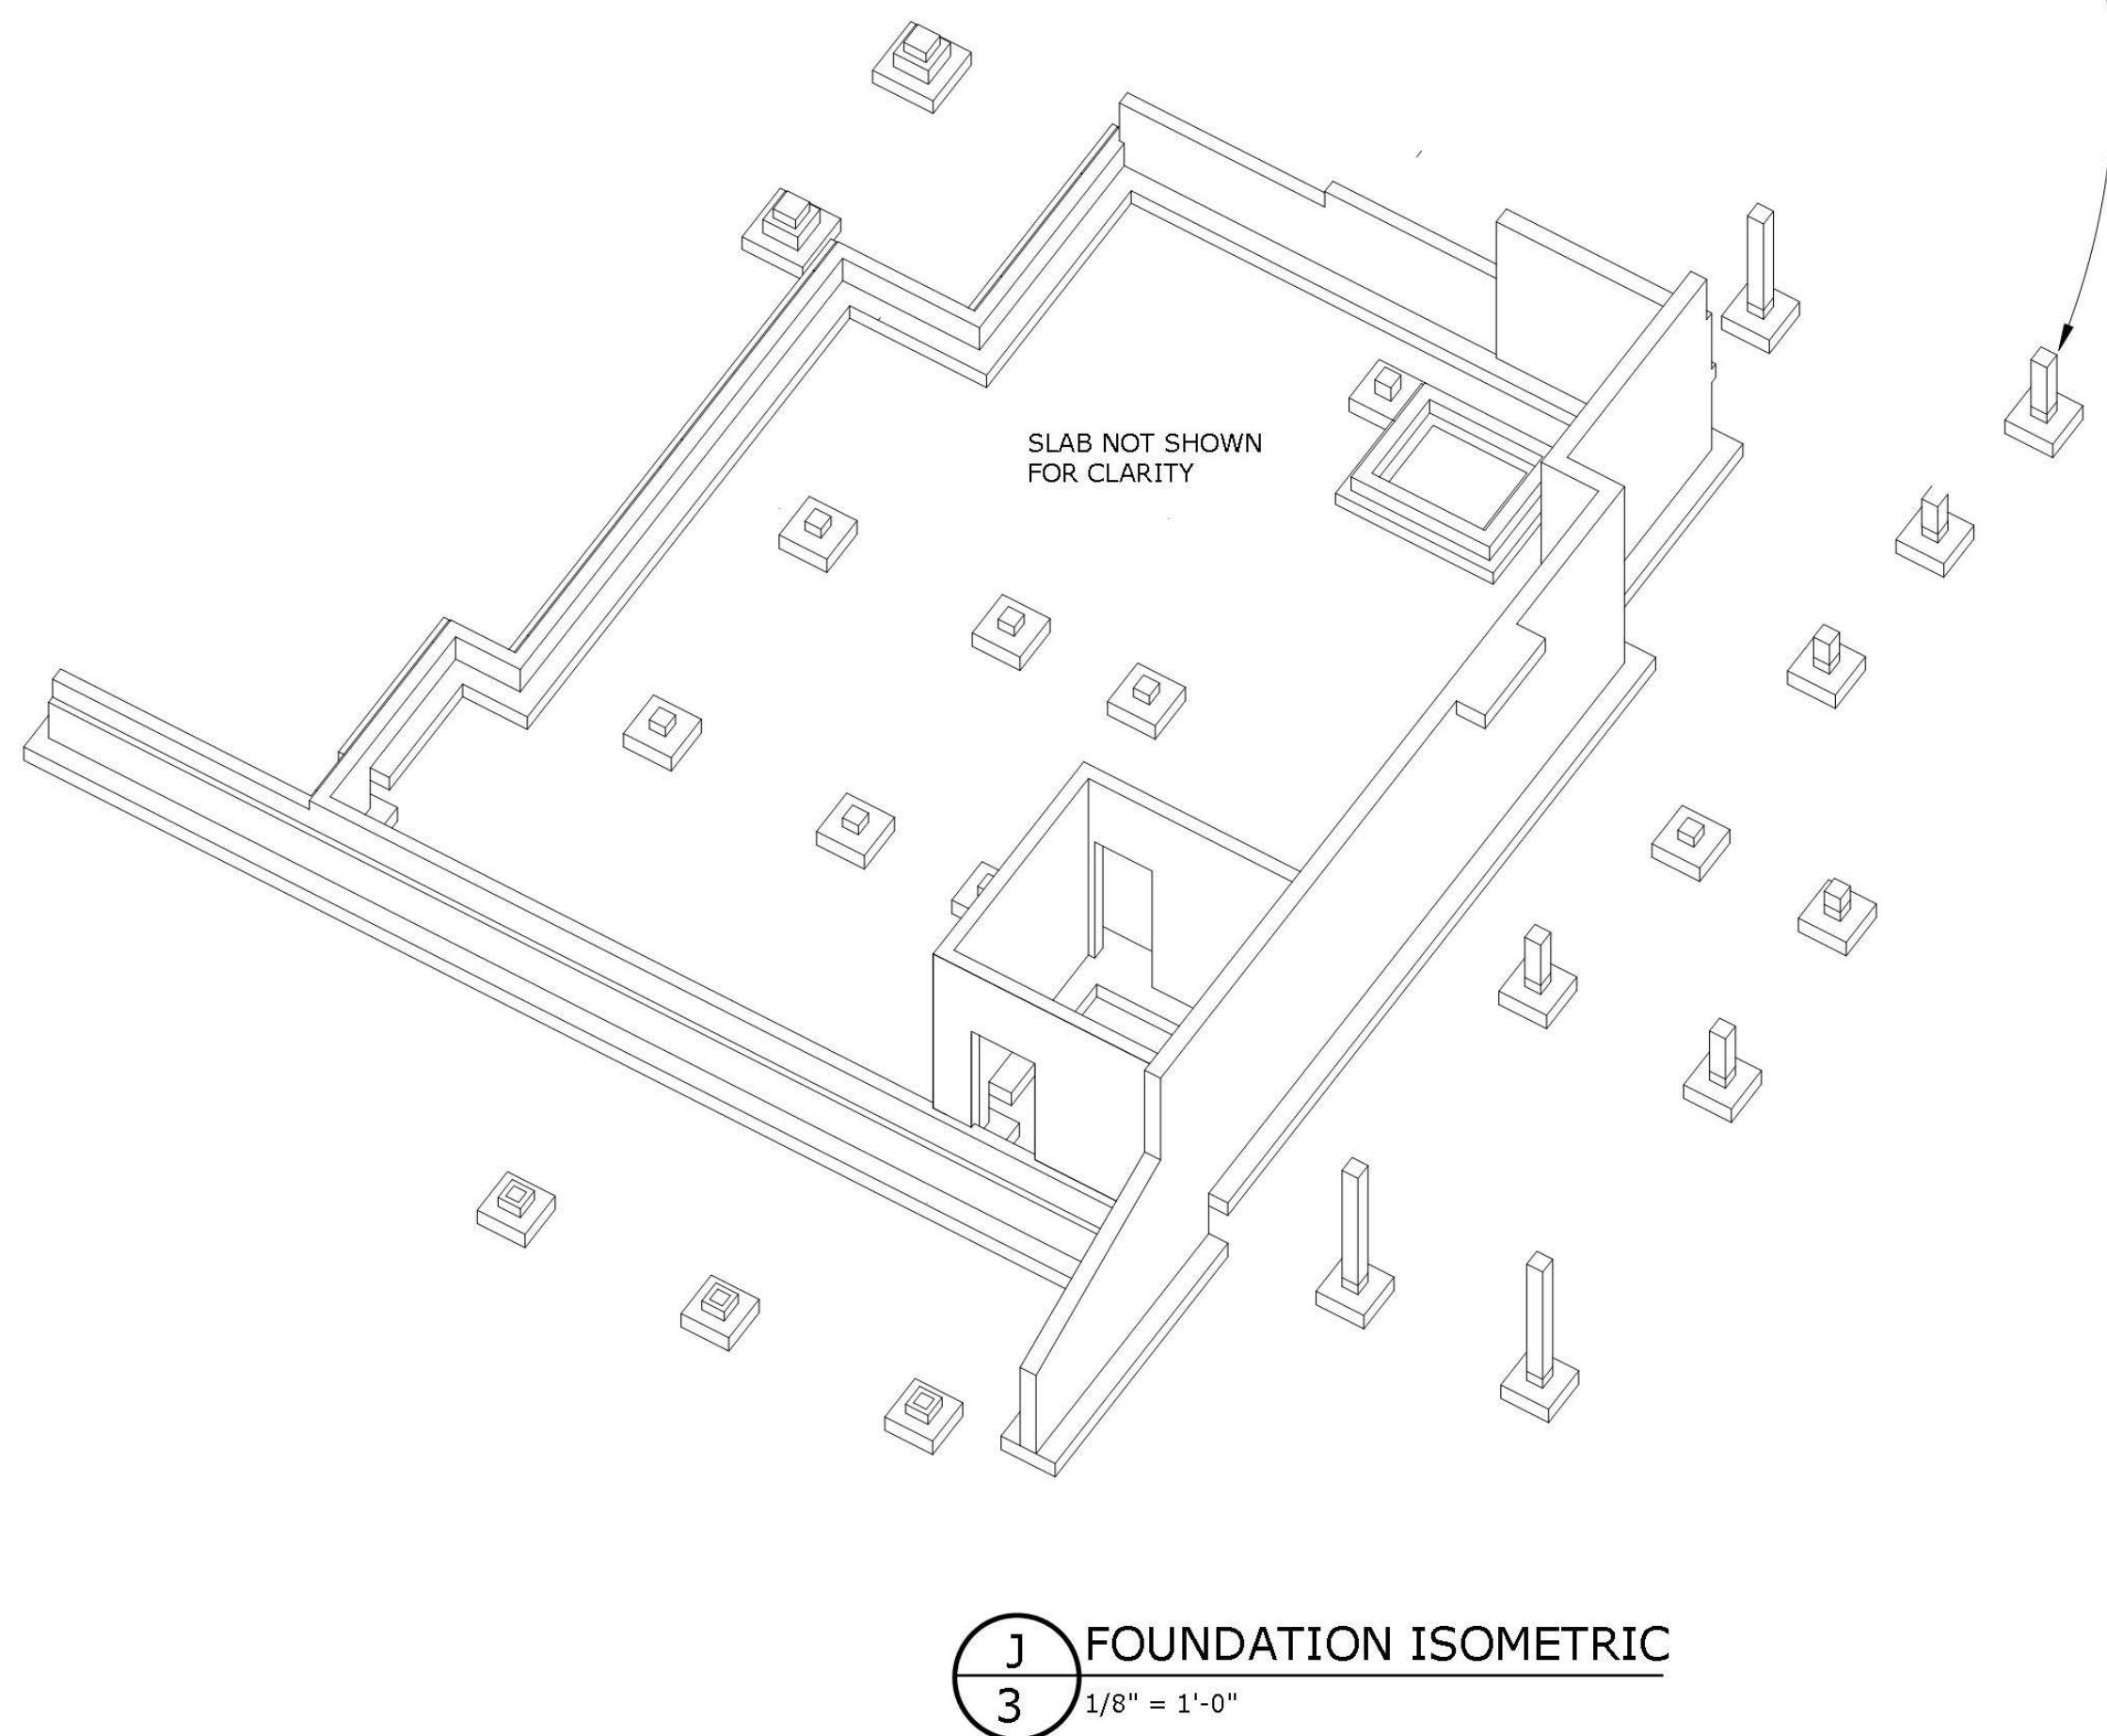 SLAB NOT SHOWN
FOR CLARITY
J
FOUNDATION ISOMETRIC
3
1/8" = 1'-0"